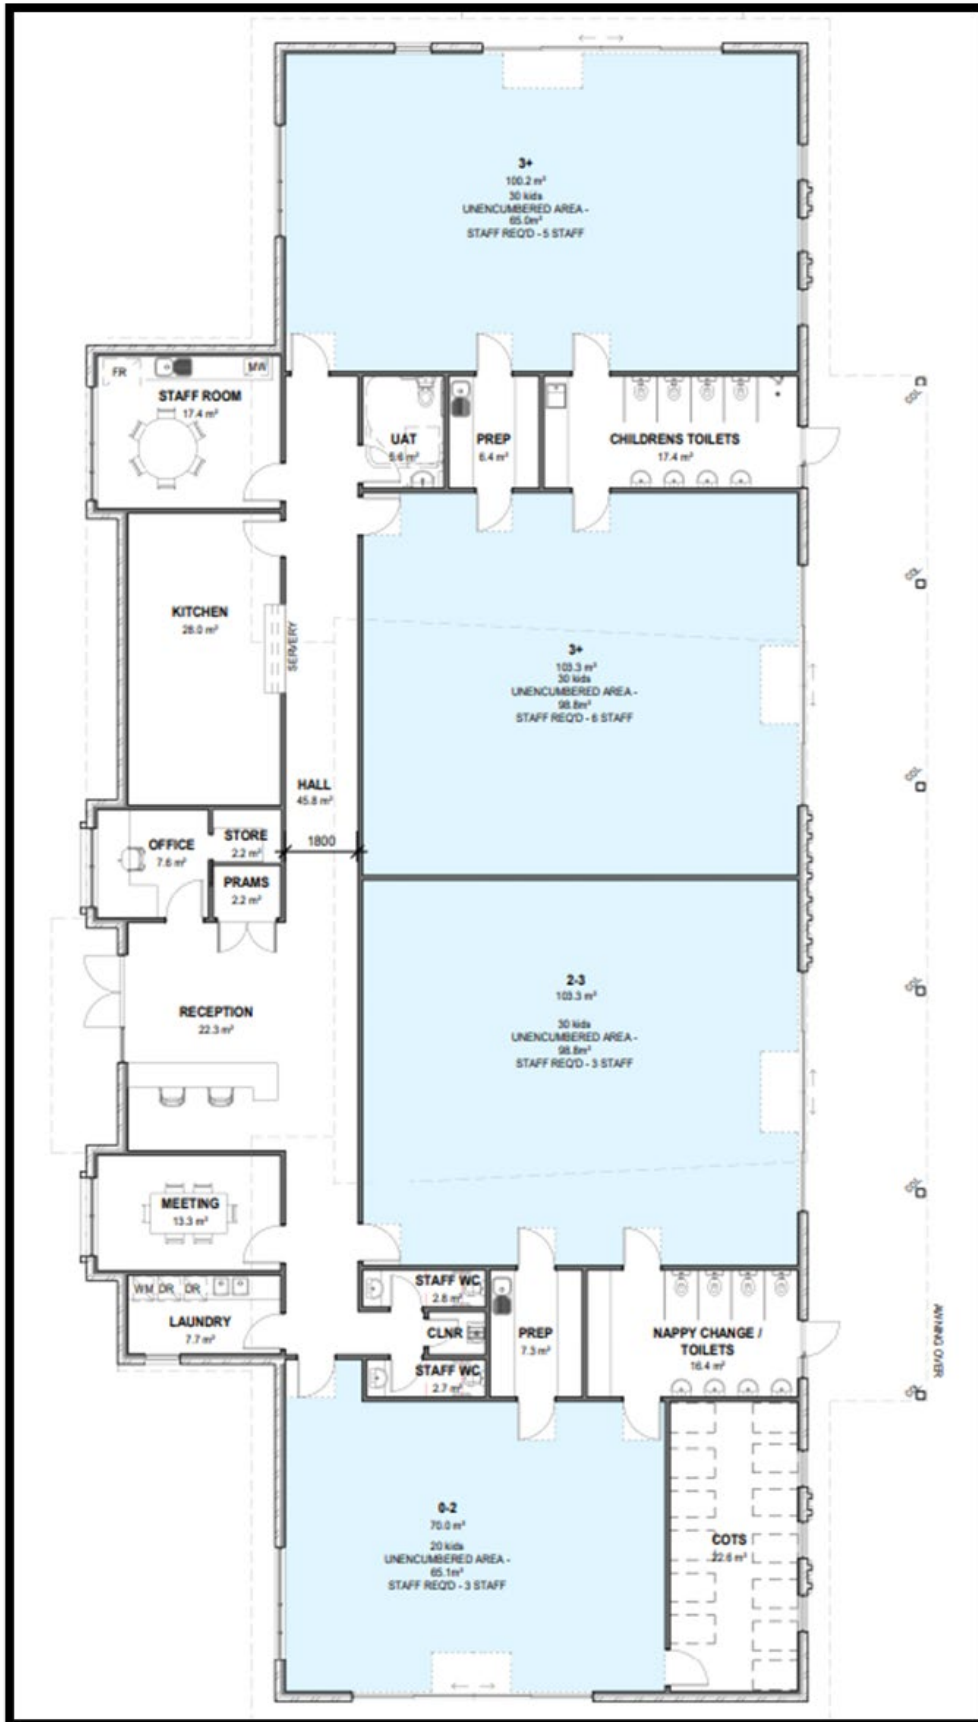 3+
100.2 m²
30 kids
UNENCUMBERED AREA -
65.0m²
STAFF REQ'D - 5 STAFF
FR
MW
STAFF ROOM
17.4 m²
UAT
5.6 m²
PREP
6.4 m²
CHILDRENS TOILETS
17.4 m²
COL
KITCHEN
28.0 m²
SERVERY
COL
3+
103.3 m²
30 kids
UNENCUMBERED AREA -
98.8m²
STAFF REQ'D - 6 STAFF
HALL
45.8 m²
COL
1800
OFFICE
7.6 m²
STORE
2.2 m²
PRAMS
2.2 m²
RECEPTION
22.3 m²
2-3
103.3 m²
30 kids
UNENCUMBERED AREA -
98.8m²
STAFF REQ'D - 3 STAFF
COL
MEETING
13.3 m²
COL
WM DR DR
LAUNDRY
7.7 m²
STAFF WC
2.8 m²
CLNR
STAFF WC
2.7 m²
PREP
7.3 m²
NAPPY CHANGE /
TOILETS
16.4 m²
AWNING OVER
COL
0-2
70.0 m²
20 kids
UNENCUMBERED AREA -
65.1m²
STAFF REQ'D - 3 STAFF
COTS
22.6 m²